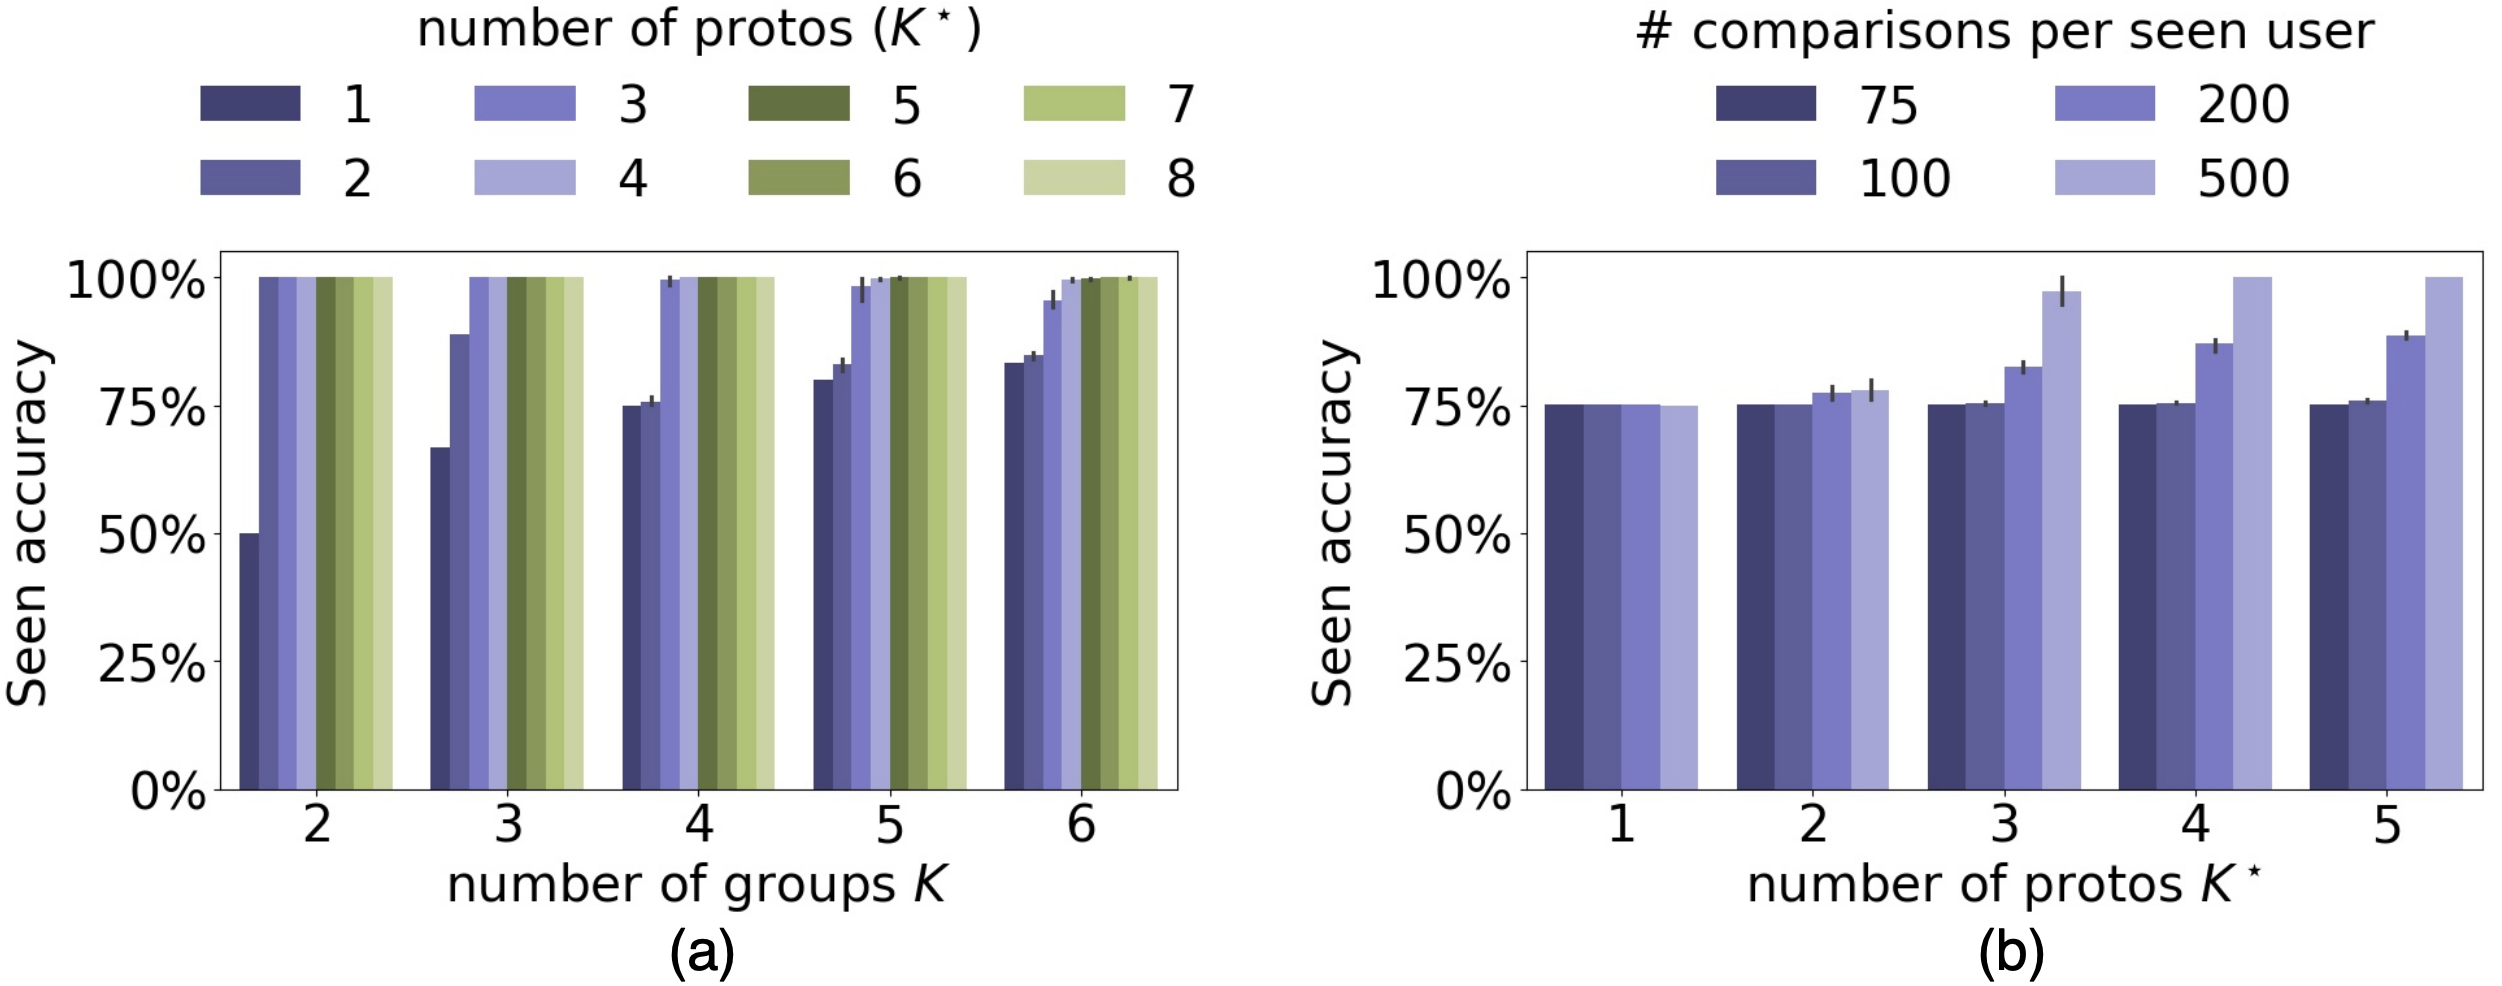 number of protos (K⋆)
1 3 5 7
2 4 6 8
Seen accuracy
100%
75%
50%
25%
0%
2 3 4 5 6
number of groups K
(a)
# comparisons per seen user
75 200
100 500
Seen accuracy
100%
75%
50%
25%
0%
1 2 3 4 5
number of protos K⋆
(b)